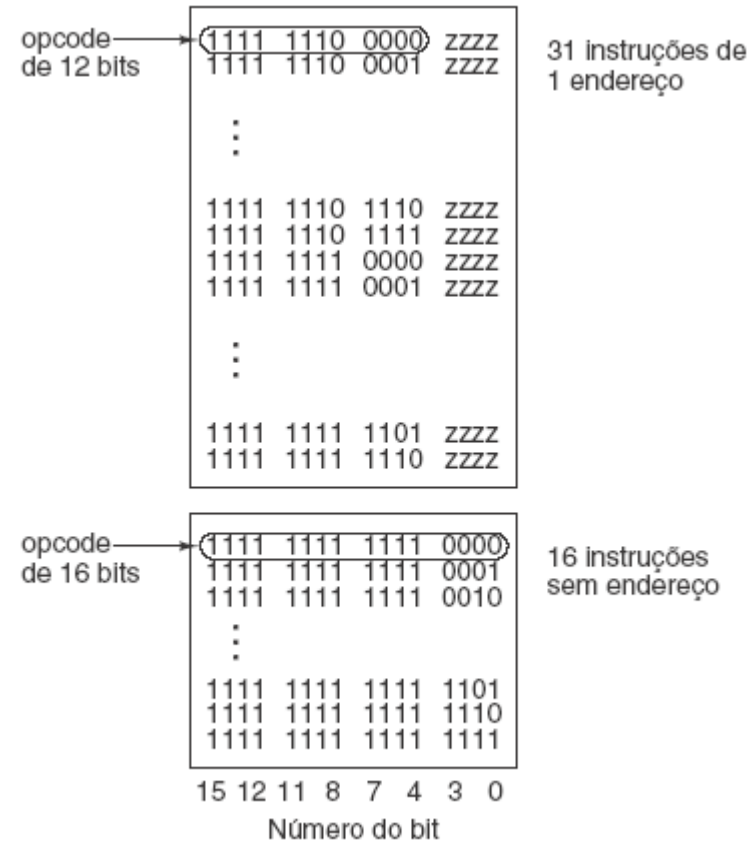 opcode
de 12 bits
1111 1110 0000 zzzz
1111 1110 0001 zzzz
⋮
1111 1110 1110 zzzz
1111 1110 1111 zzzz
1111 1111 0000 zzzz
1111 1111 0001 zzzz
⋮
1111 1111 1101 zzzz
1111 1111 1110 zzzz
31 instruções de
1 endereço
opcode
de 16 bits
1111 1111 1111 0000
1111 1111 1111 0001
1111 1111 1111 0010
⋮
1111 1111 1111 1101
1111 1111 1111 1110
1111 1111 1111 1111
16 instruções
sem endereço
15 12 11 8 7 4 3 0
Número do bit